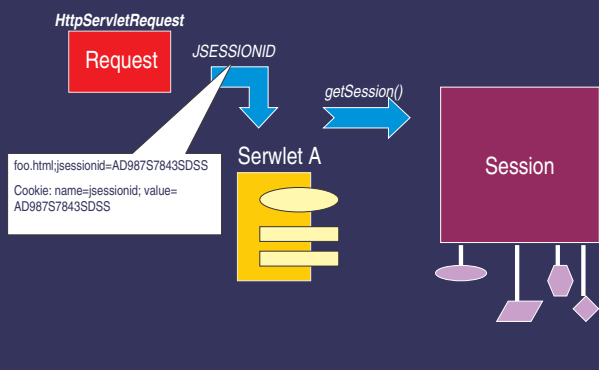 HttpServletRequest
Request
JSESSIONID
getSession()
foo.html;jsessionid=AD987S7843SDSS
Cookie: name=jsessionid; value=
AD987S7843SDSS
Serwlet A
Session